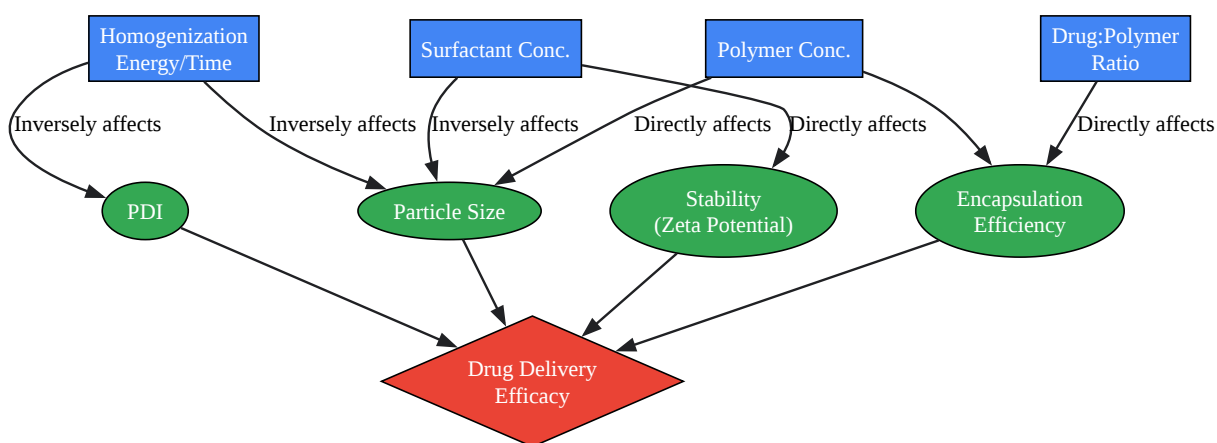 Homogenization
Energy/Time
Surfactant Conc.
Polymer Conc.
Drug:Polymer
Ratio
Inversely affects
Inversely affects
Inversely affects
Directly affects
Directly affects
Directly affects
PDI
Particle Size
Stability
(Zeta Potential)
Encapsulation
Efficiency
Drug Delivery
Efficacy